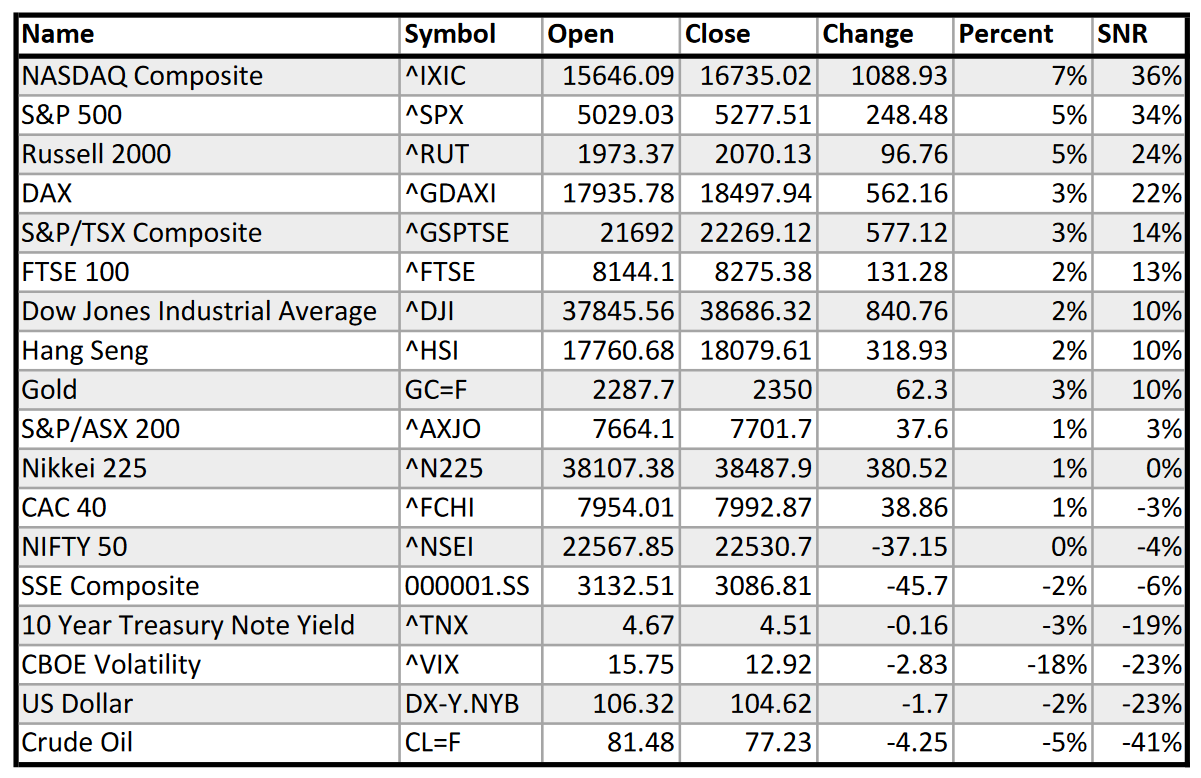 Name Symbol Open Close Change Percent SNR
NASDAQ Composite ^IXIC 15646.09 16735.02 1088.93 7% 36%
S&P 500 ^SPX 5029.03 5277.51 248.48 5% 34%
Russell 2000 ^RUT 1973.37 2070.13 96.76 5% 24%
DAX ^GDAXI 17935.78 18497.94 562.16 3% 22%
S&P/TSX Composite ^GSPTSE 21692 22269.12 577.12 3% 14%
FTSE 100 ^FTSE 8144.1 8275.38 131.28 2% 13%
Dow Jones Industrial Average ^DJI 37845.56 38686.32 840.76 2% 10%
Hang Seng ^HSI 17760.68 18079.61 318.93 2% 10%
Gold GC=F 2287.7 2350 62.3 3% 10%
S&P/ASX 200 ^AXJO 7664.1 7701.7 37.6 1% 3%
Nikkei 225 ^N225 38107.38 38487.9 380.52 1% 0%
CAC 40 ^FCHI 7954.01 7992.87 38.86 1% -3%
NIFTY 50 ^NSEI 22567.85 22530.7 -37.15 0% -4%
SSE Composite 000001.SS 3132.51 3086.81 -45.7 -2% -6%
10 Year Treasury Note Yield ^TNX 4.67 4.51 -0.16 -3% -19%
CBOE Volatility ^VIX 15.75 12.92 -2.83 -18% -23%
US Dollar DX-Y.NYB 106.32 104.62 -1.7 -2% -23%
Crude Oil CL=F 81.48 77.23 -4.25 -5% -41%